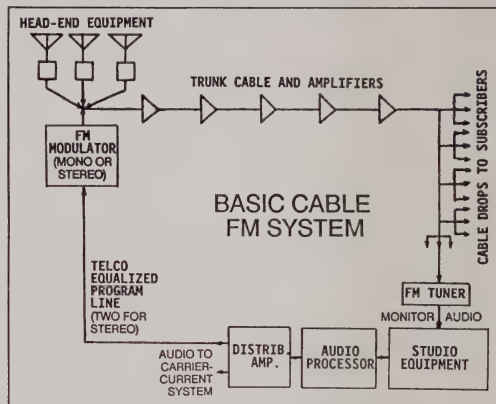 HEAD-END EQUIPMENT
TRUNK CABLE AND AMPLIFIERS
CABLE DROPS TO SUBSCRIBERS
FM
MODULATOR
(MONO OR
STEREO)
BASIC CABLE
FM SYSTEM
TELCO
EQUALIZED
PROGRAM
LINE
(TWO FOR
STEREO)
FM TUNER
MONITOR AUDIO
AUDIO TO
CARRIER-
CURRENT
SYSTEM
DISTRIB.
AMP.
AUDIO
PROCESSOR
STUDIO
EQUIPMENT